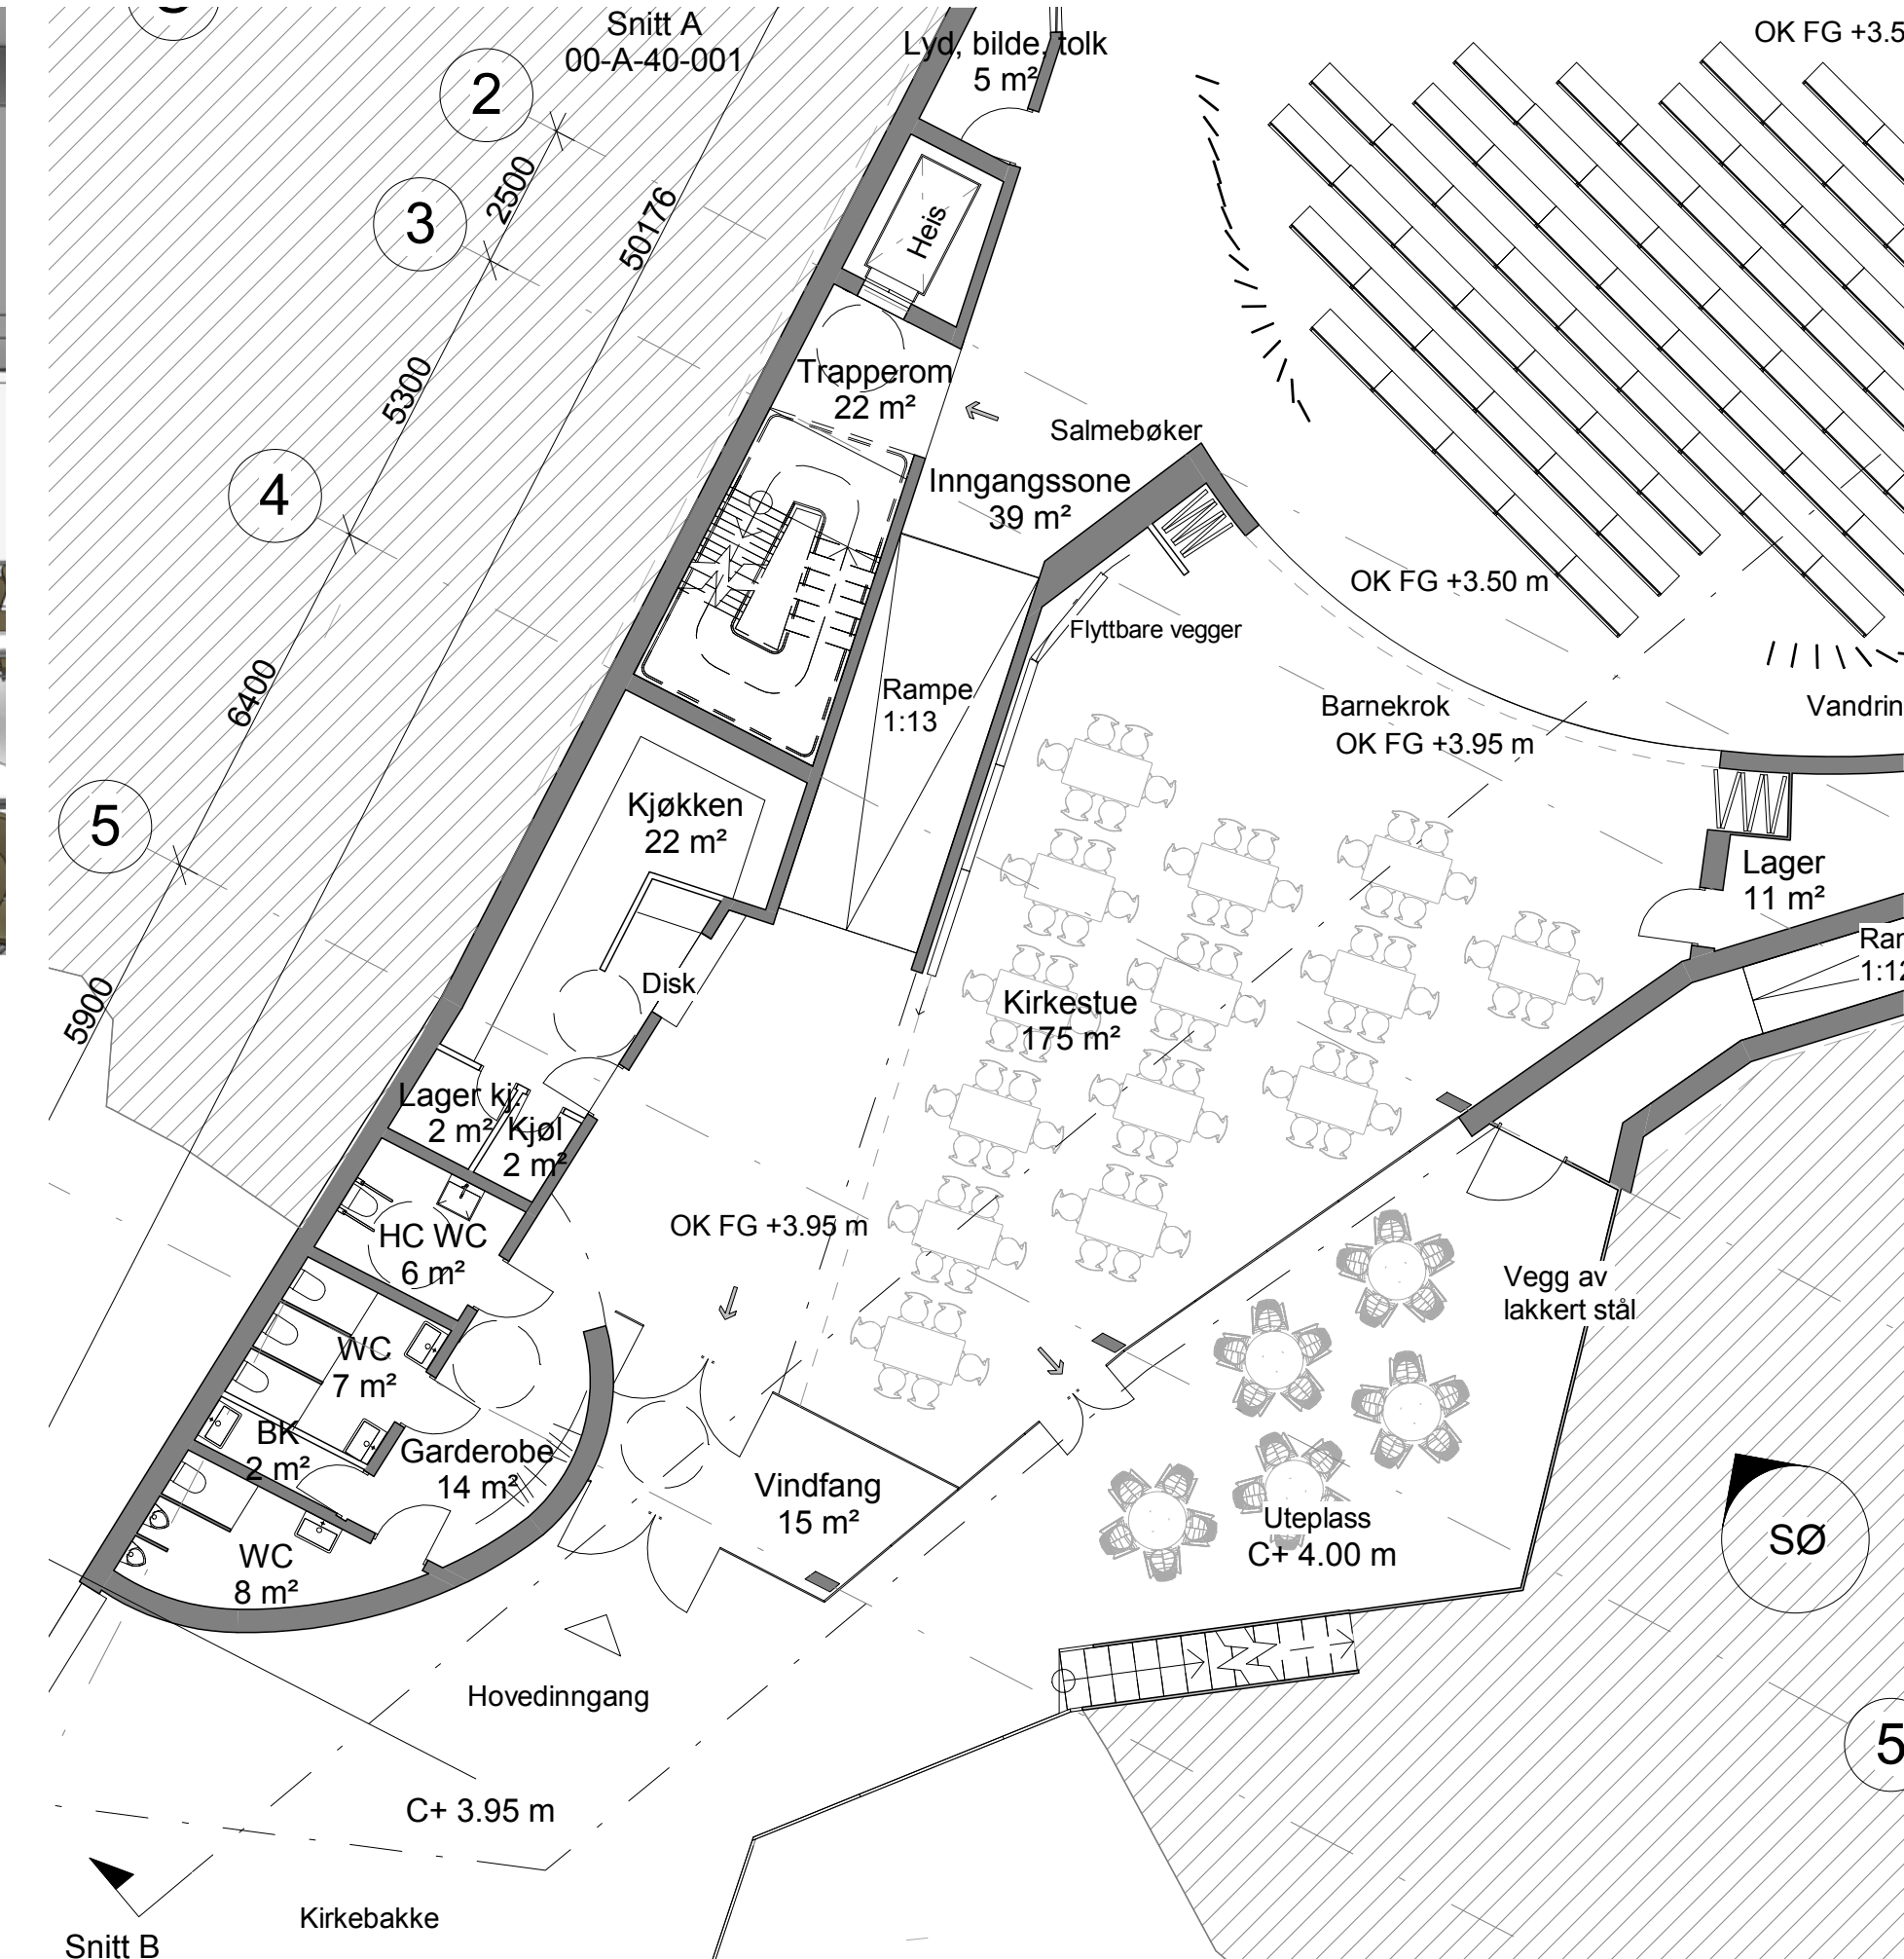 Snitt A
00-A-40-001
Lyd, bilde, tolk
5 m²
OK FG +3.5
2
2500
3
50176
Heis
5300
Trapperom
22 m²
Salmebøker
Inngangssone
39 m²
4
OK FG +3.50 m
Flyttbare vegger
6400
Rampe
1:13
Barnekrok
OK FG +3.95 m
Vandrin
5
Kjøkken
22 m²
Lager
11 m²
Disk
Kirkestue
175 m²
5900
Lager kj.
2 m²
Kjøl
2 m²
OK FG +3.95 m
HC WC
6 m²
Vegg av
lakkert stål
WC
7 m²
BK
2 m²
Garderobe
14 m²
Vindfang
15 m²
Uteplass
C+ 4.00 m
SØ
WC
8 m²
Hovedinngang
5
C+ 3.95 m
Kirkebakke
Snitt B